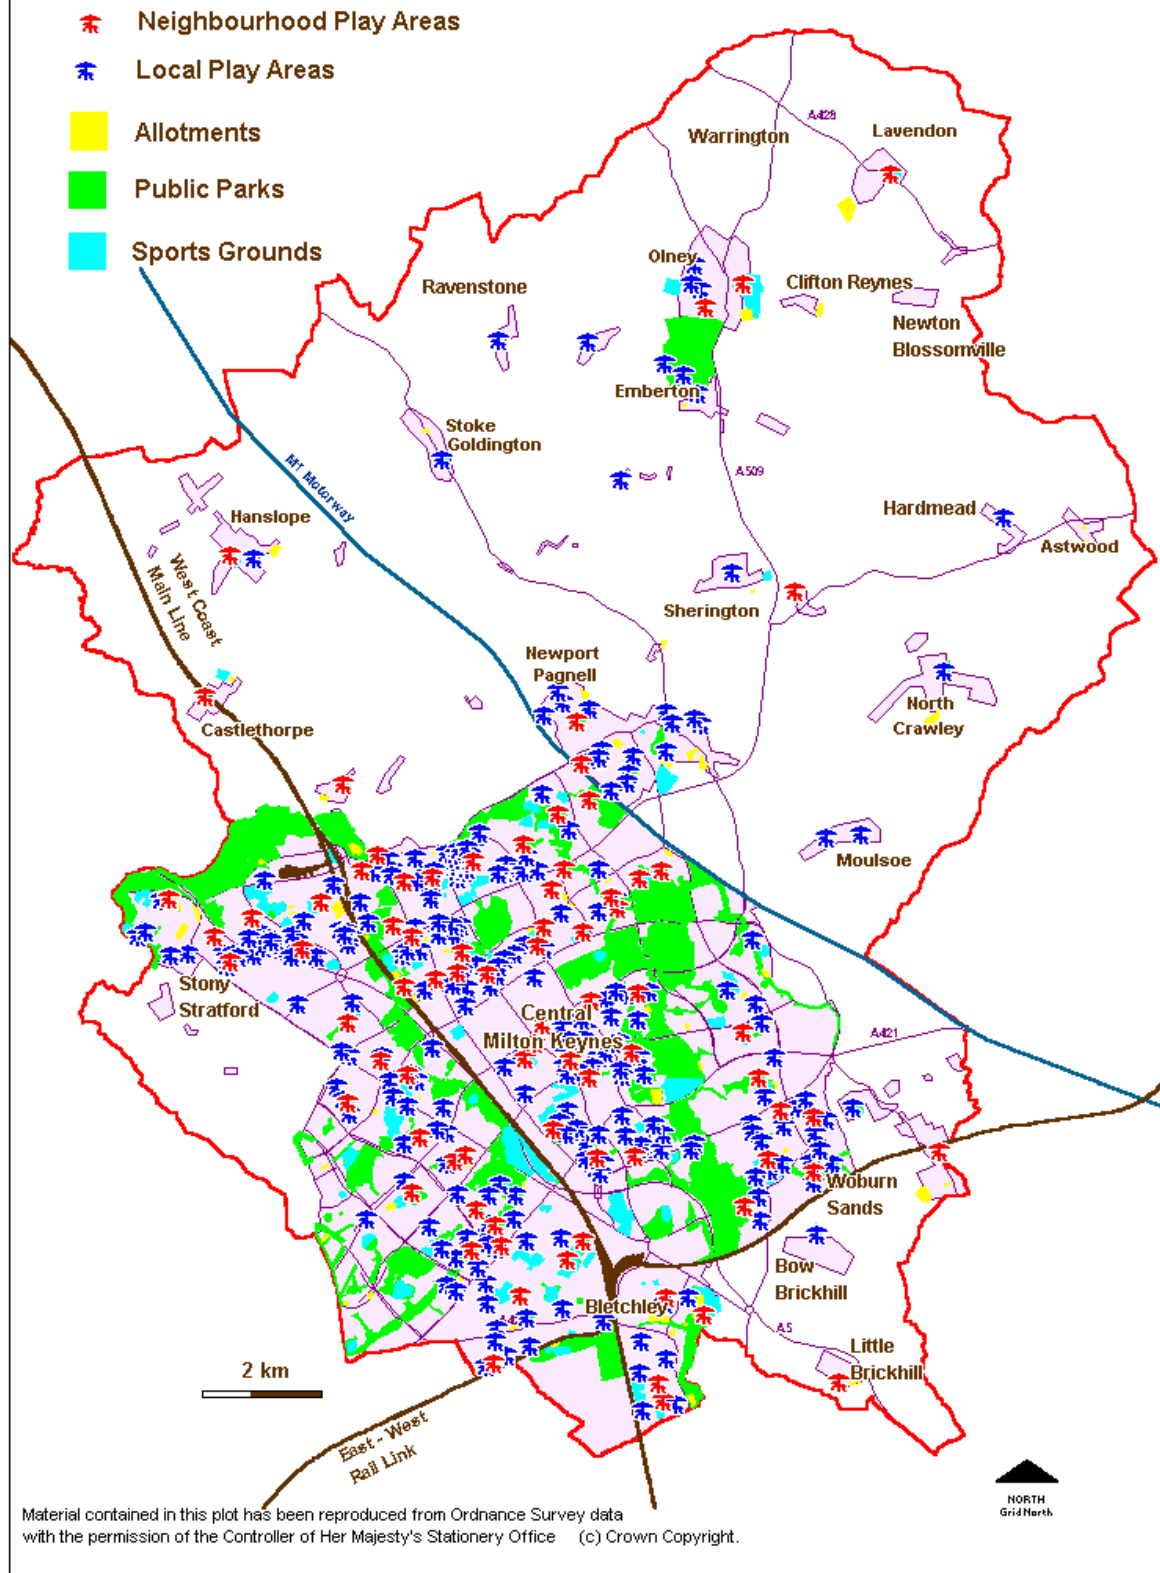 Neighbourhood Play Areas
Local Play Areas
Allotments
Public Parks
Sports Grounds
A428
Warrington
Lavendon
Olney
Ravenstone
Clifton Reynes
Newton
Blossomville
Emberton
Stoke
Goldington
M1 Motorway
A509
Hanslope
Hardmead
Astwood
West Coast
Main Line
Sherington
Newport
Pagnell
North
Crawley
Castlethorpe
Moulsoe
Stony
Stratford
Central
Milton Keynes
A421
Woburn
Sands
Bow
Brickhill
Bletchley
A5
Little
Brickhill
2 km
East - West
Rail Link
NORTH
Grid North
Material contained in this plot has been reproduced from Ordnance Survey data
with the permission of the Controller of Her Majesty's Stationery Office (c) Crown Copyright.